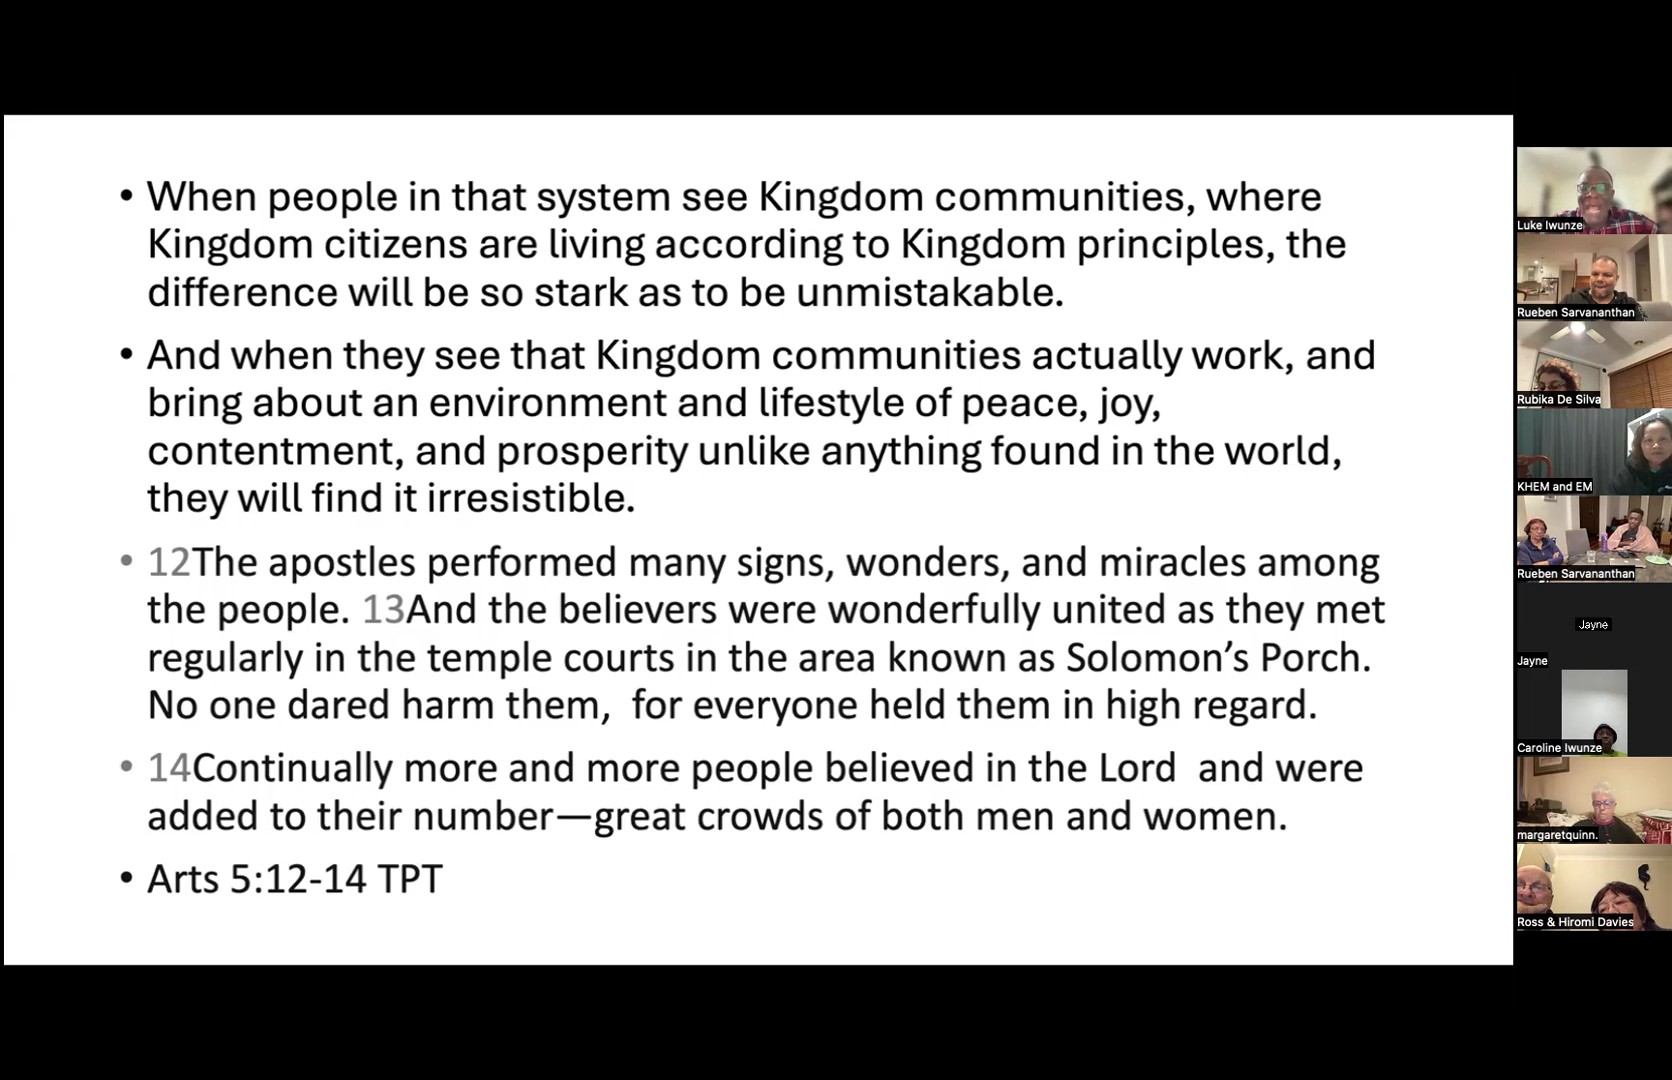 • When people in that system see Kingdom communities, where
Kingdom citizens are living according to Kingdom principles, the
difference will be so stark as to be unmistakable.
• And when they see that Kingdom communities actually work, and
bring about an environment and lifestyle of peace, joy,
contentment, and prosperity unlike anything found in the world,
they will find it irresistible.
• 12The apostles performed many signs, wonders, and miracles among
the people. 13And the believers were wonderfully united as they met
regularly in the temple courts in the area known as Solomon’s Porch.
No one dared harm them,  for everyone held them in high regard.
• 14Continually more and more people believed in the Lord  and were
added to their number—great crowds of both men and women.
• Arts 5:12-14 TPT
Luke Iwunze
Rueben Sarvananthan
Rubika De Silva
KHEM and EM
Rueben Sarvananthan
Jayne
Jayne
Caroline Iwunze
margaretquinn.
Ross & Hiromi Davies